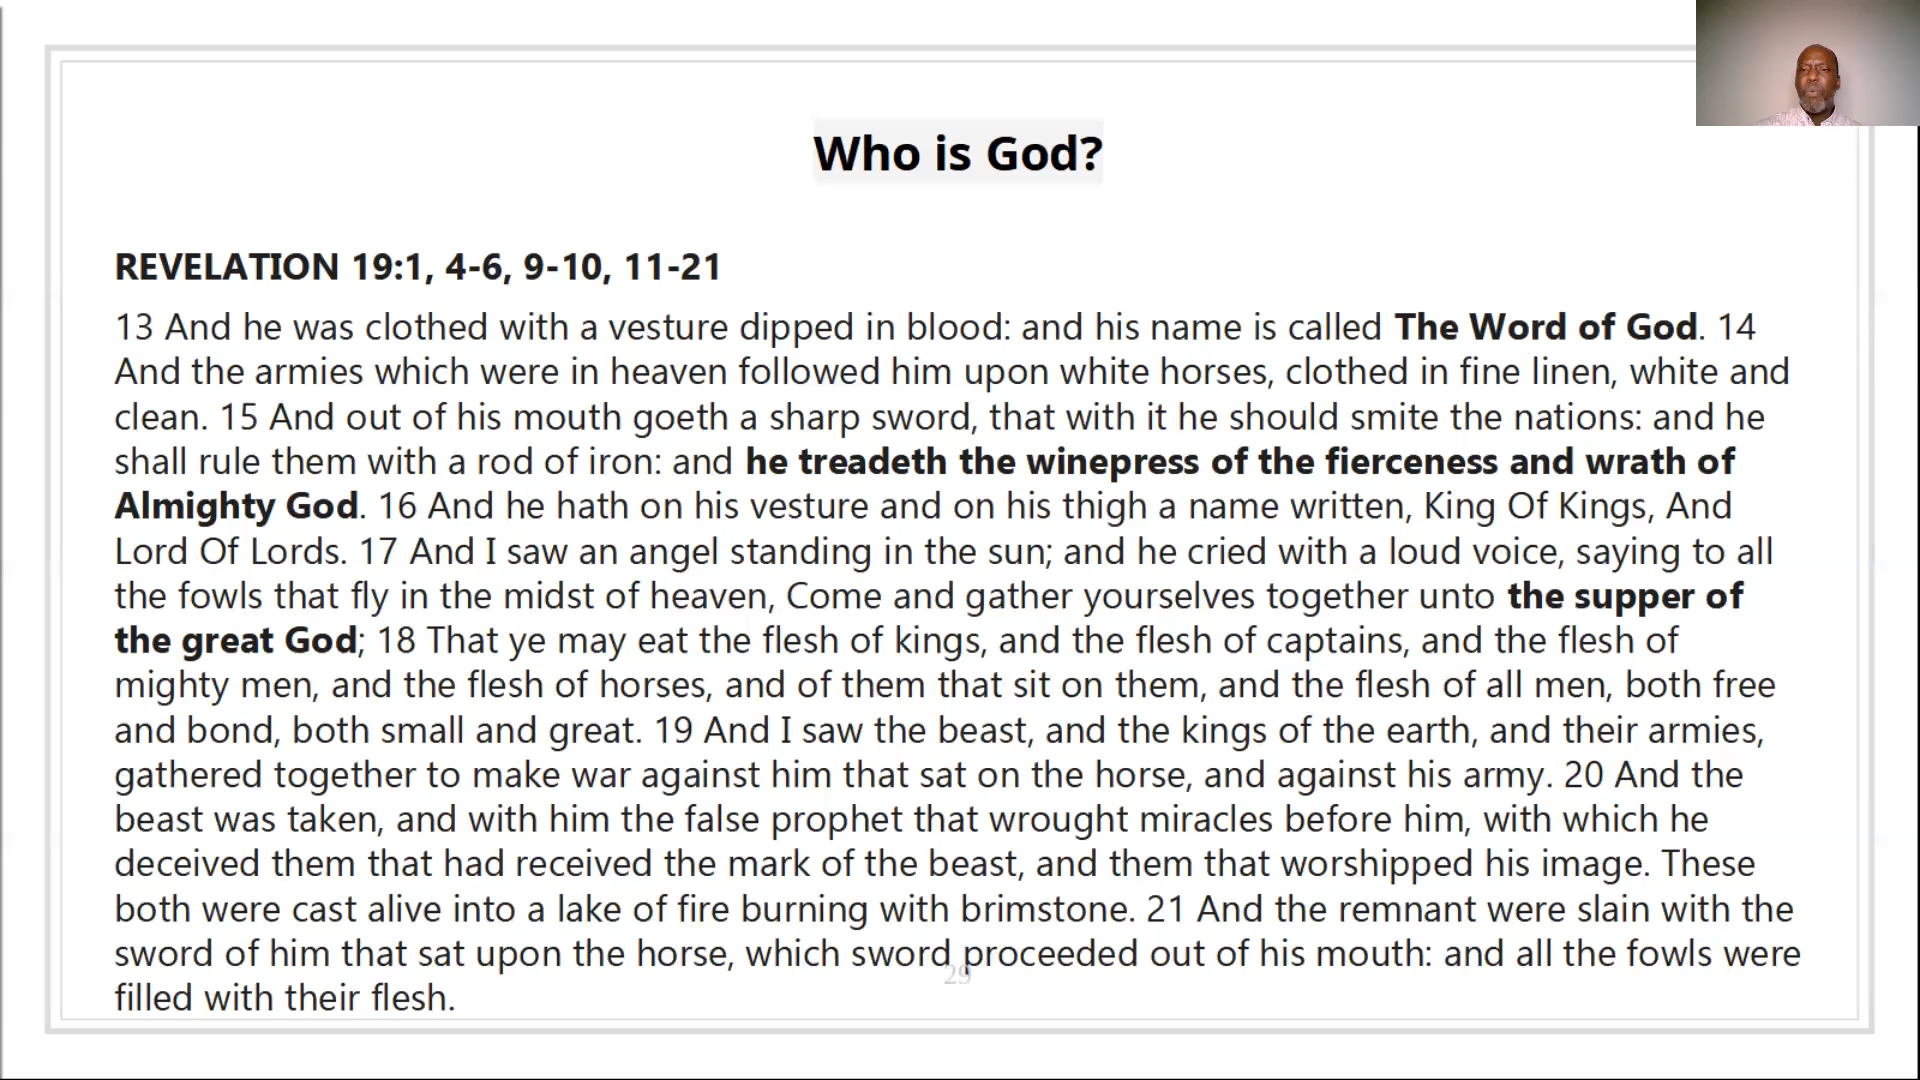 Who is God?
REVELATION 19:1, 4-6, 9-10, 11-21
13 And he was clothed with a vesture dipped in blood: and his name is called The Word of God. 14
And the armies which were in heaven followed him upon white horses, clothed in fine linen, white and
clean. 15 And out of his mouth goeth a sharp sword, that with it he should smite the nations: and he
shall rule them with a rod of iron: and he treadeth the winepress of the fierceness and wrath of
Almighty God. 16 And he hath on his vesture and on his thigh a name written, King Of Kings, And
Lord Of Lords. 17 And I saw an angel standing in the sun; and he cried with a loud voice, saying to all
the fowls that fly in the midst of heaven, Come and gather yourselves together unto the supper of
the great God; 18 That ye may eat the flesh of kings, and the flesh of captains, and the flesh of
mighty men, and the flesh of horses, and of them that sit on them, and the flesh of all men, both free
and bond, both small and great. 19 And I saw the beast, and the kings of the earth, and their armies,
gathered together to make war against him that sat on the horse, and against his army. 20 And the
beast was taken, and with him the false prophet that wrought miracles before him, with which he
deceived them that had received the mark of the beast, and them that worshipped his image. These
both were cast alive into a lake of fire burning with brimstone. 21 And the remnant were slain with the
sword of him that sat upon the horse, which sword proceeded out of his mouth: and all the fowls were
29
filled with their flesh.